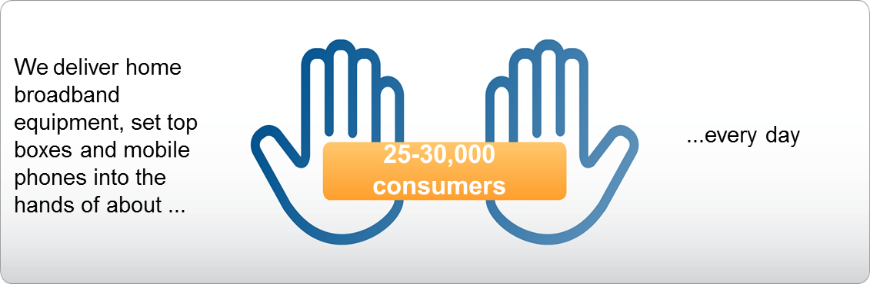 We deliver home
broadband
equipment, set top
boxes and mobile
phones into the
hands of about ...
25-30,000
consumers
...every day